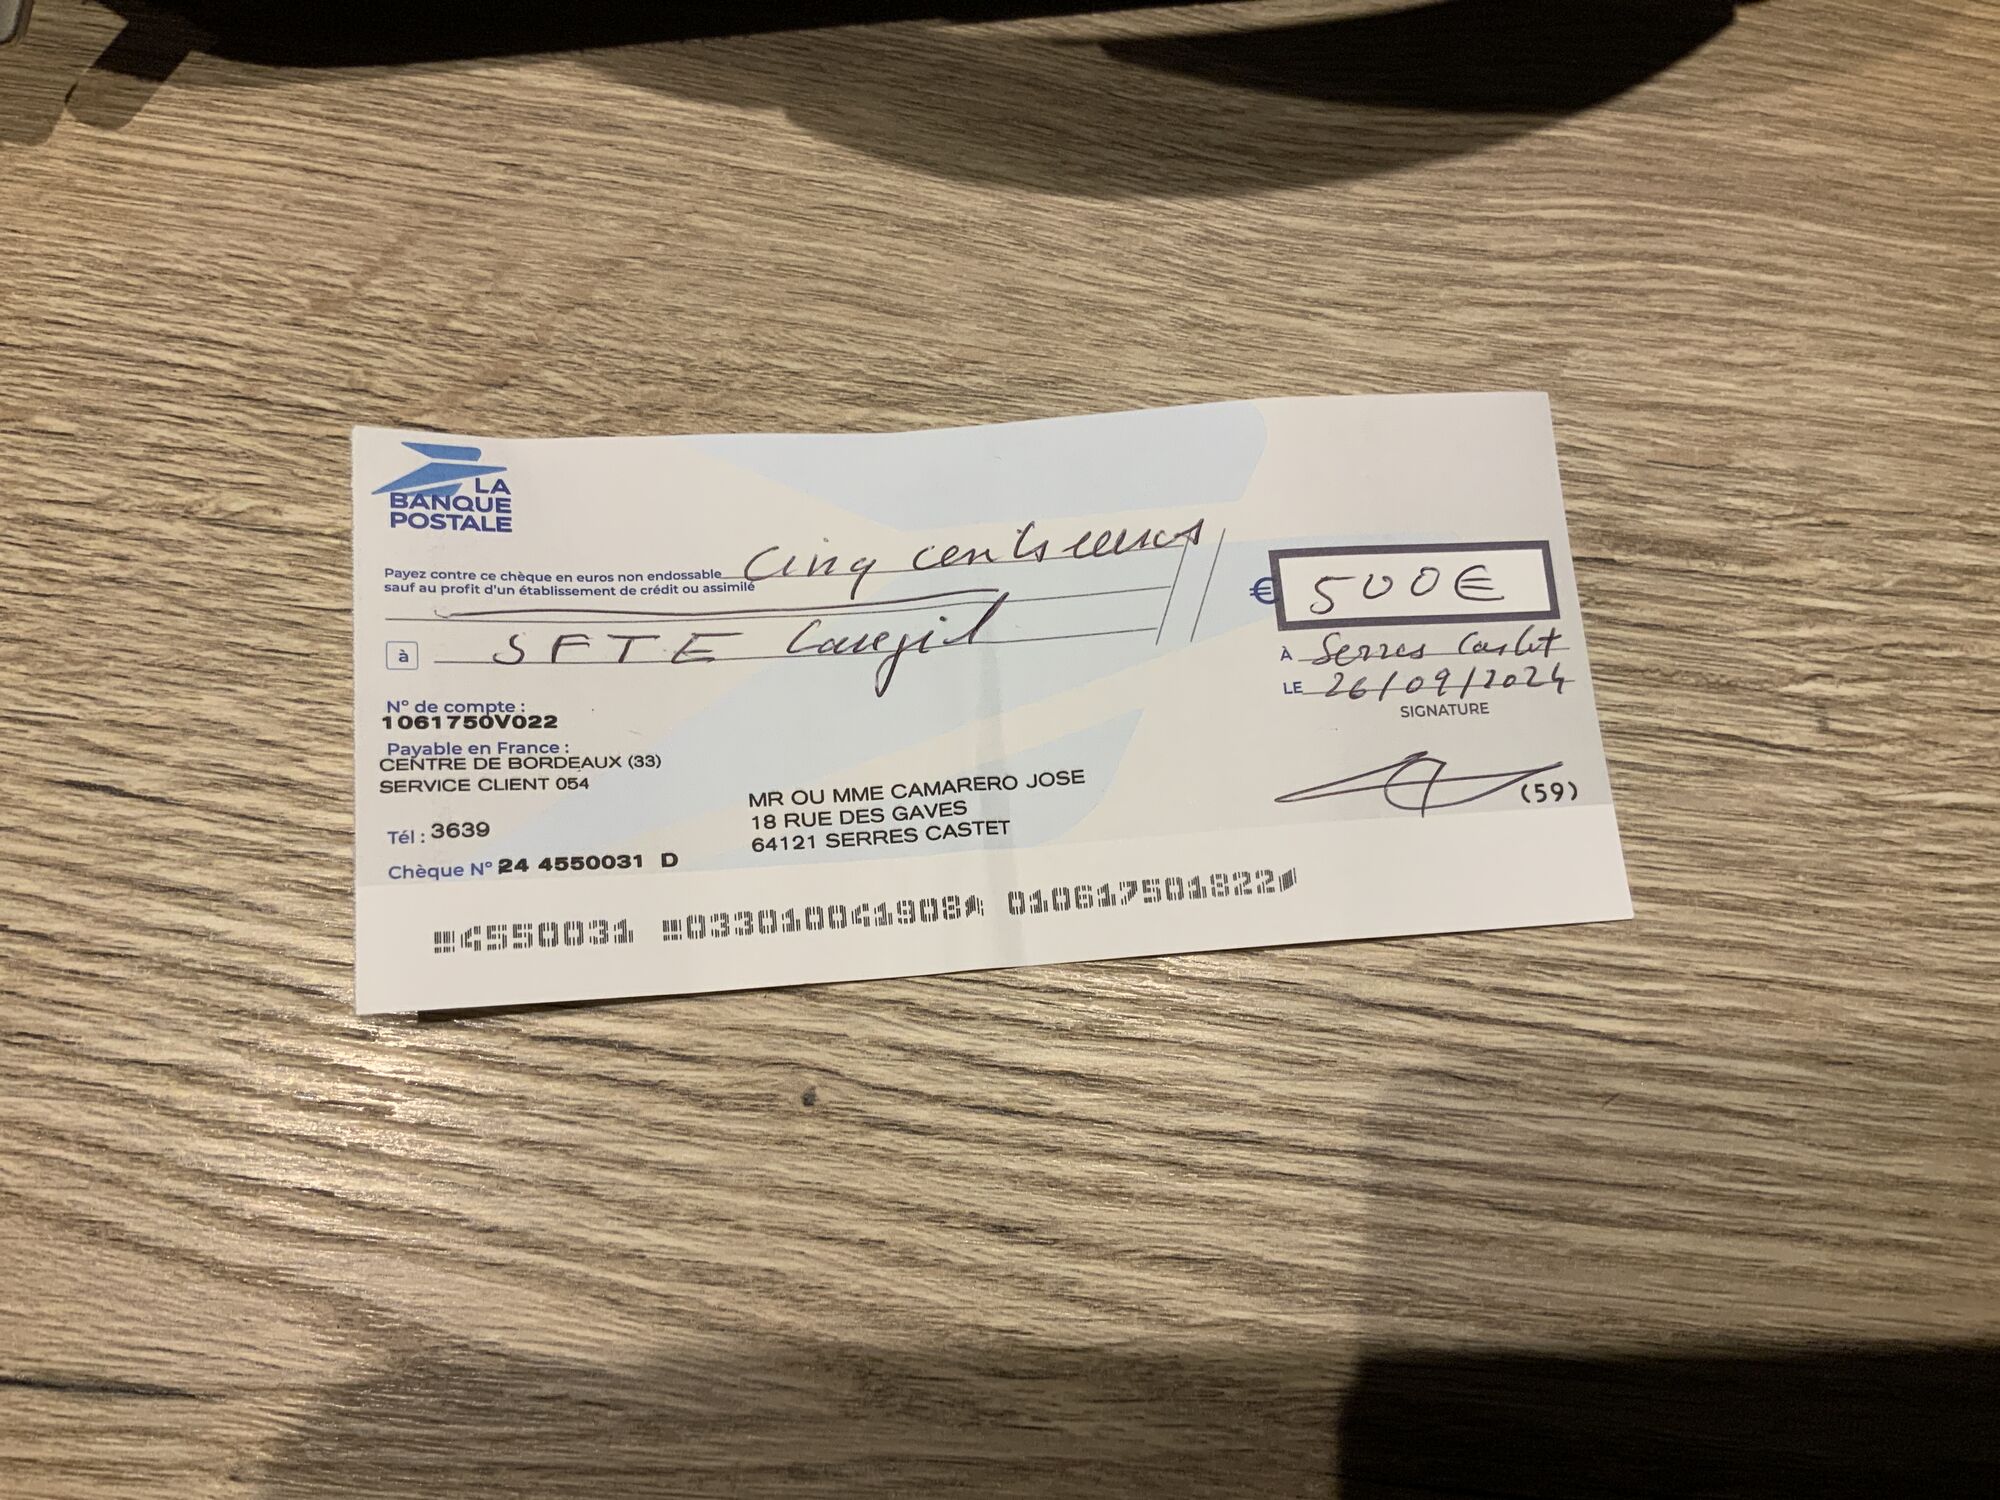 LA
BANQUE
POSTALE
Payez contre ce chèque en euros non endossable cinq cents euros
sauf au profit d'un établissement de crédit ou assimilé
€ 500€
à SFTE
À Serres Castet
LE 26/09/2024
SIGNATURE
N° de compte :
1061750V022
Payable en France :
CENTRE DE BORDEAUX (33)
SERVICE CLIENT 054
MR OU MME CAMARERO JOSE
18 RUE DES GAVES
64121 SERRES CASTET
(59)
Tél : 3639
Chèque N° 24 4550031 D
4550031 033010041908 010617501822